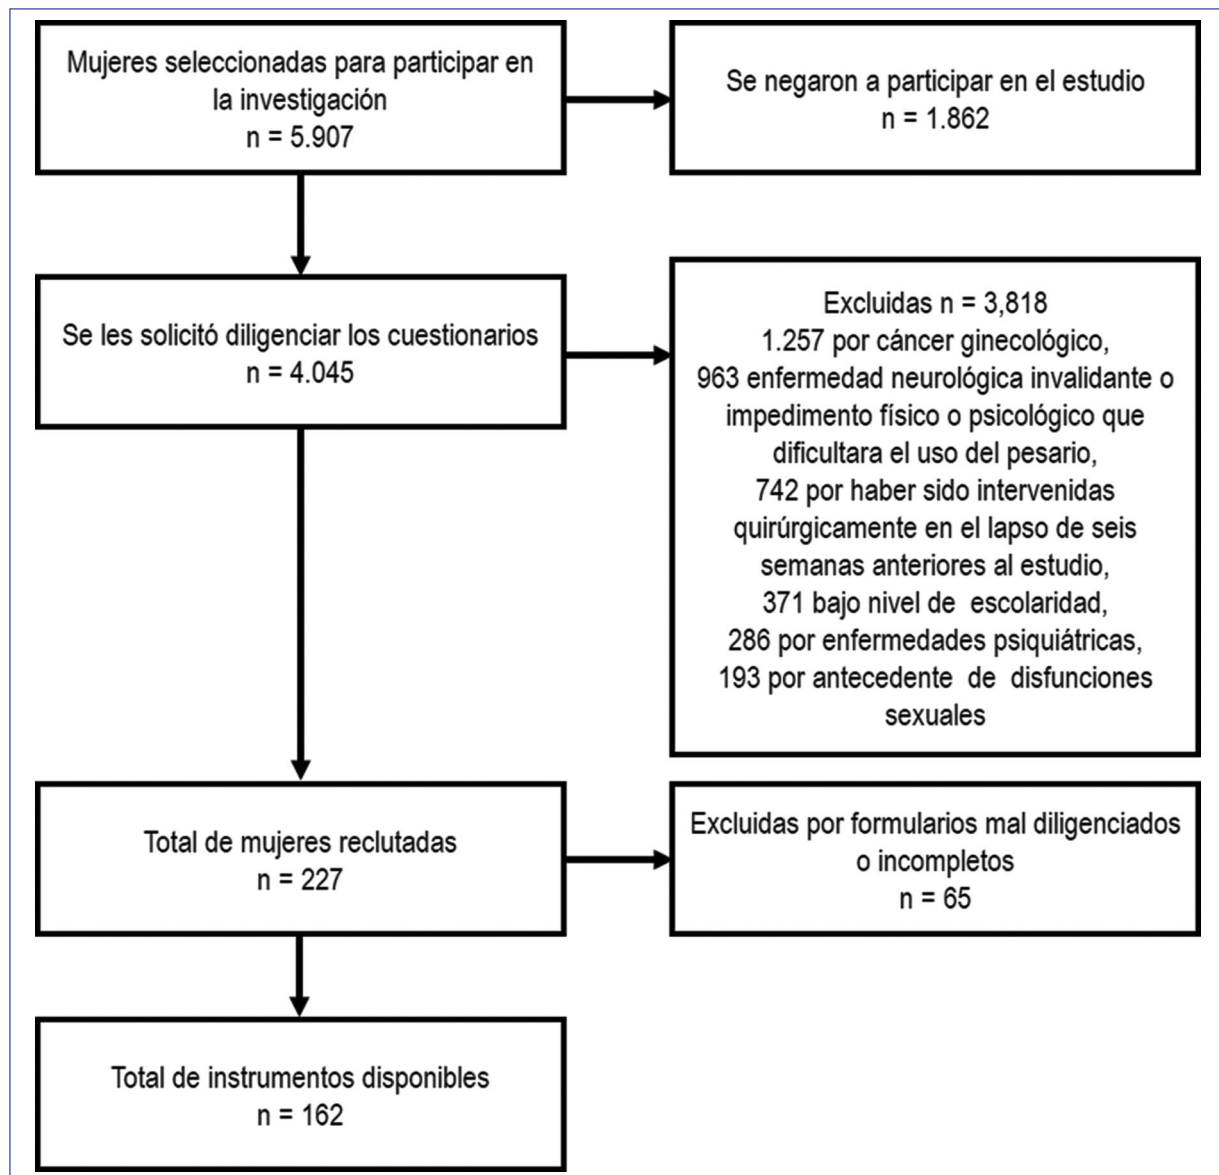 Mujeres seleccionadas para participar en
la investigación
n = 5.907
Se negaron a participar en el estudio
n = 1.862
Se les solicitó diligenciar los cuestionarios
n = 4.045
Excluidas n = 3,818
1.257 por cáncer ginecológico,
963 enfermedad neurológica invalidante o
impedimento físico o psicológico que
dificultara el uso del pesario,
742 por haber sido intervenidas
quirúrgicamente en el lapso de seis
semanas anteriores al estudio,
371 bajo nivel de escolaridad,
286 por enfermedades psiquiátricas,
193 por antecedente de disfunciones
sexuales
Total de mujeres reclutadas
n = 227
Excluidas por formularios mal diligenciados
o incompletos
n = 65
Total de instrumentos disponibles
n = 162